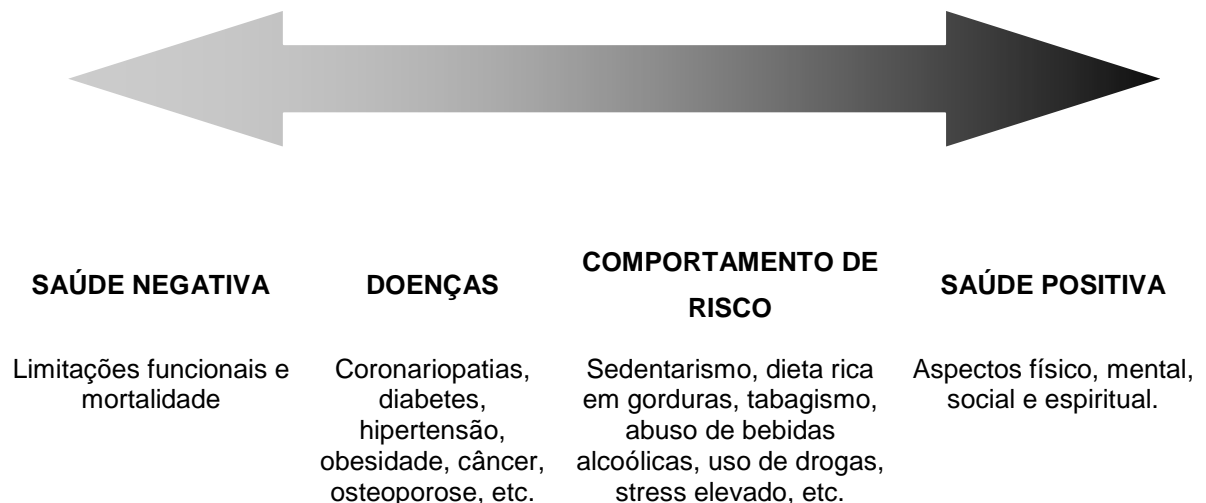 SAÚDE NEGATIVA
Limitações funcionais e
mortalidade
DOENÇAS
Coronariopatias,
diabetes,
hipertensão,
obesidade, câncer,
osteoporose, etc.
COMPORTAMENTO DE
RISCO
Sedentarismo, dieta rica
em gorduras, tabagismo,
abuso de bebidas
alcoólicas, uso de drogas,
stress elevado, etc.
SAÚDE POSITIVA
Aspectos físico, mental,
social e espiritual.